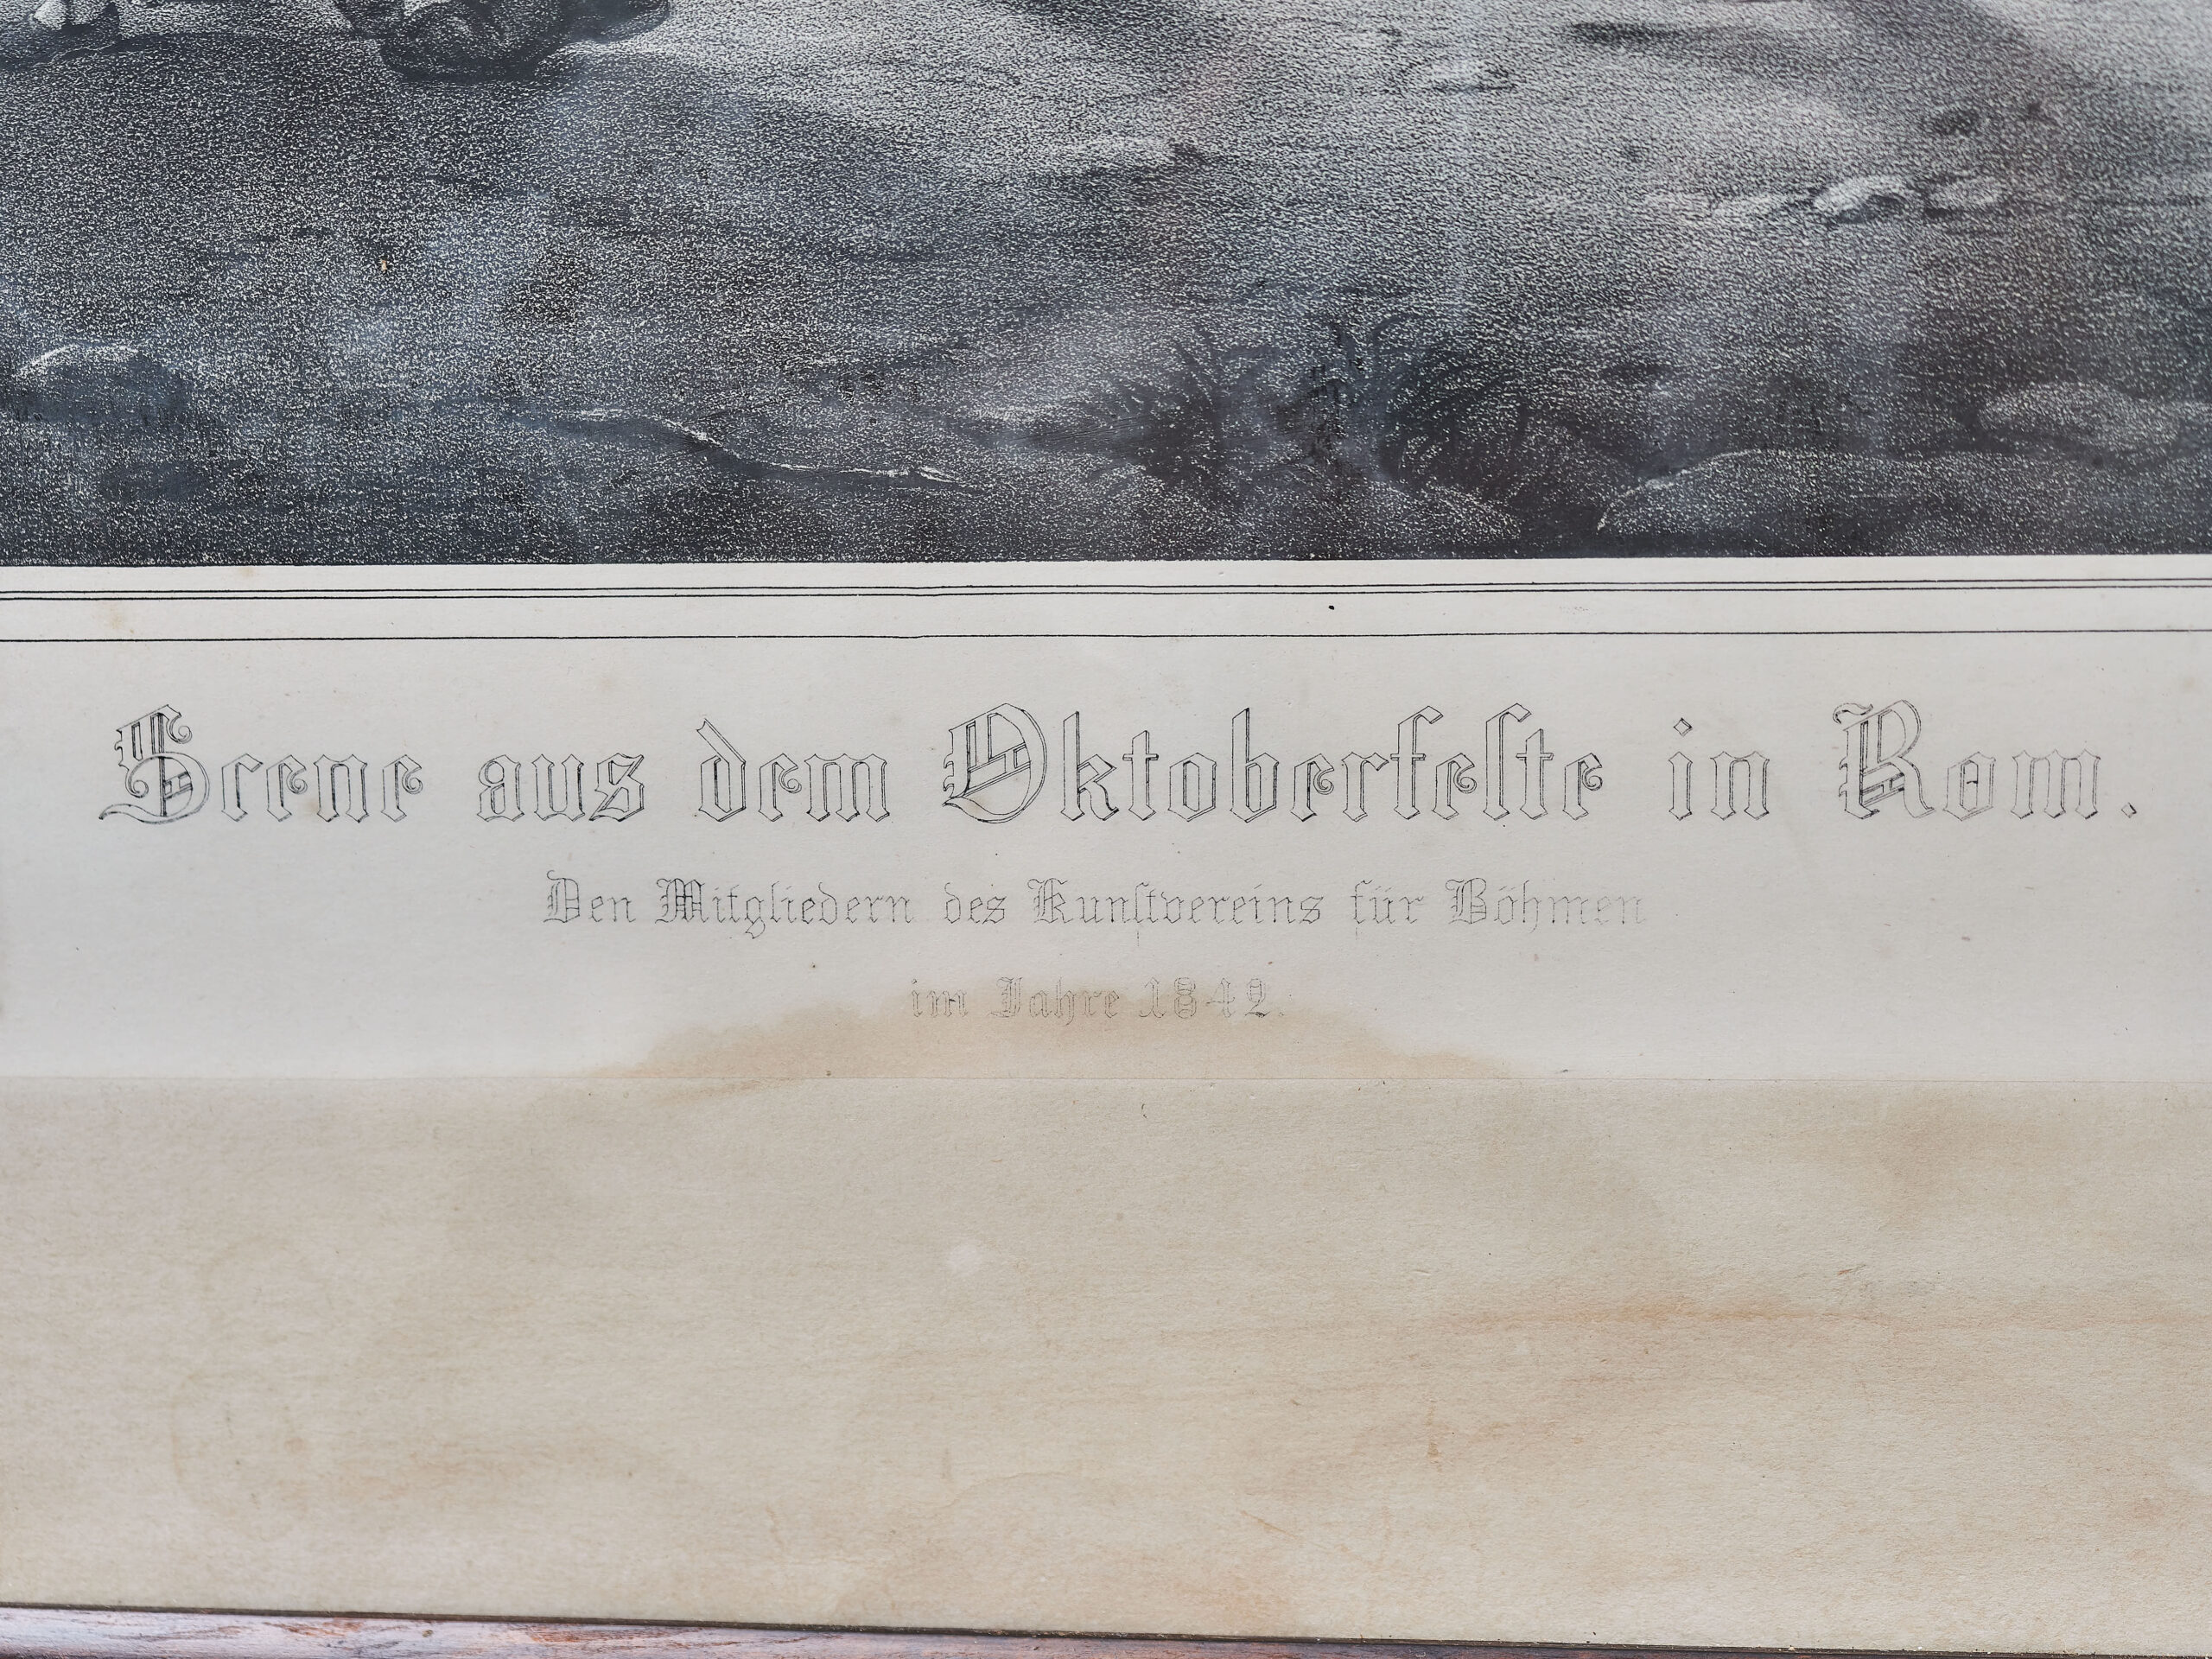 Scene aus dem Oktoberfeſte in Rom.
Den Mitgliedern des Kunſtvereins für Böhmen
im Jahre 1842.